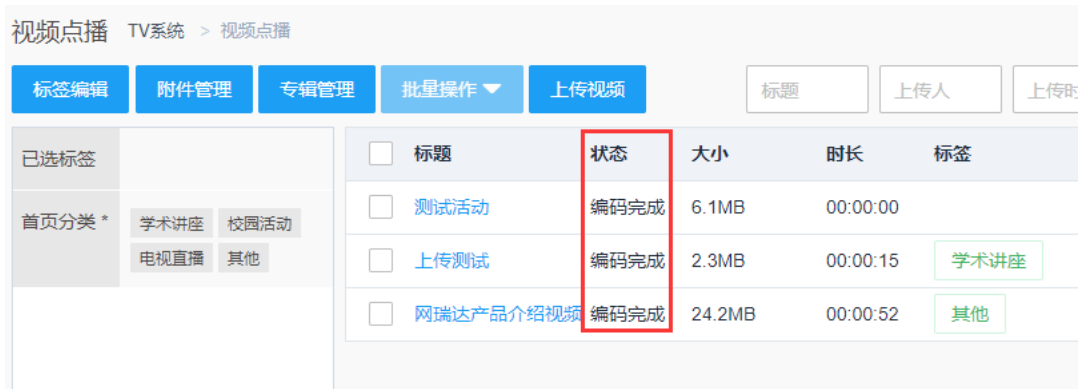 视频点播 TV系统 > 视频点播
标签编辑 附件管理 专辑管理 批量操作 上传视频 标题 上传人 上传时
已选标签
首页分类 * 学术讲座 校园活动
电视直播 其他
标题 状态 大小 时长 标签
测试活动 编码完成 6.1MB 00:00:00
上传测试 编码完成 2.3MB 00:00:15 学术讲座
网瑞达产品介绍视频 编码完成 24.2MB 00:00:52 其他